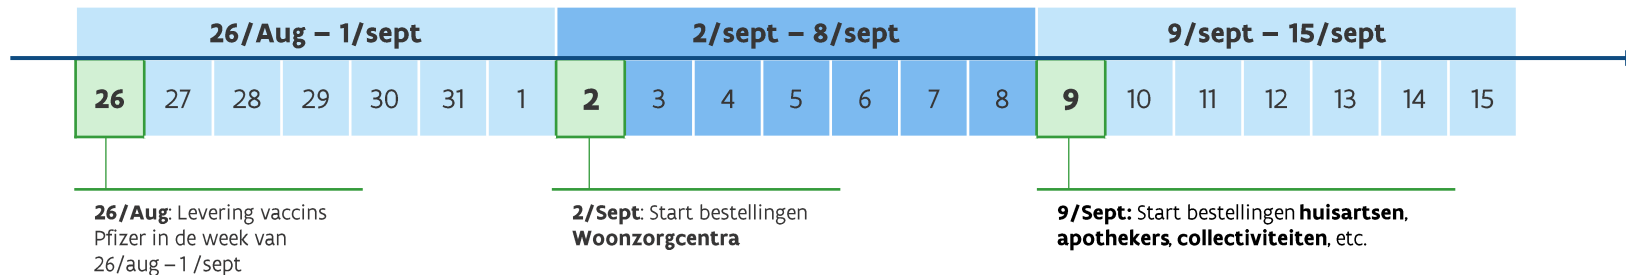 26/Aug – 1/sept 2/sept – 8/sept 9/sept – 15/sept
26 27 28 29 30 31 1 2 3 4 5 6 7 8 9 10 11 12 13 14 15
26/Aug: Levering vaccins
Pfizer in de week van
26/aug – 1 /sept
2/Sept: Start bestellingen
Woonzorgcentra
9/Sept: Start bestellingen huisartsen,
apothekers, collectiviteiten, etc.